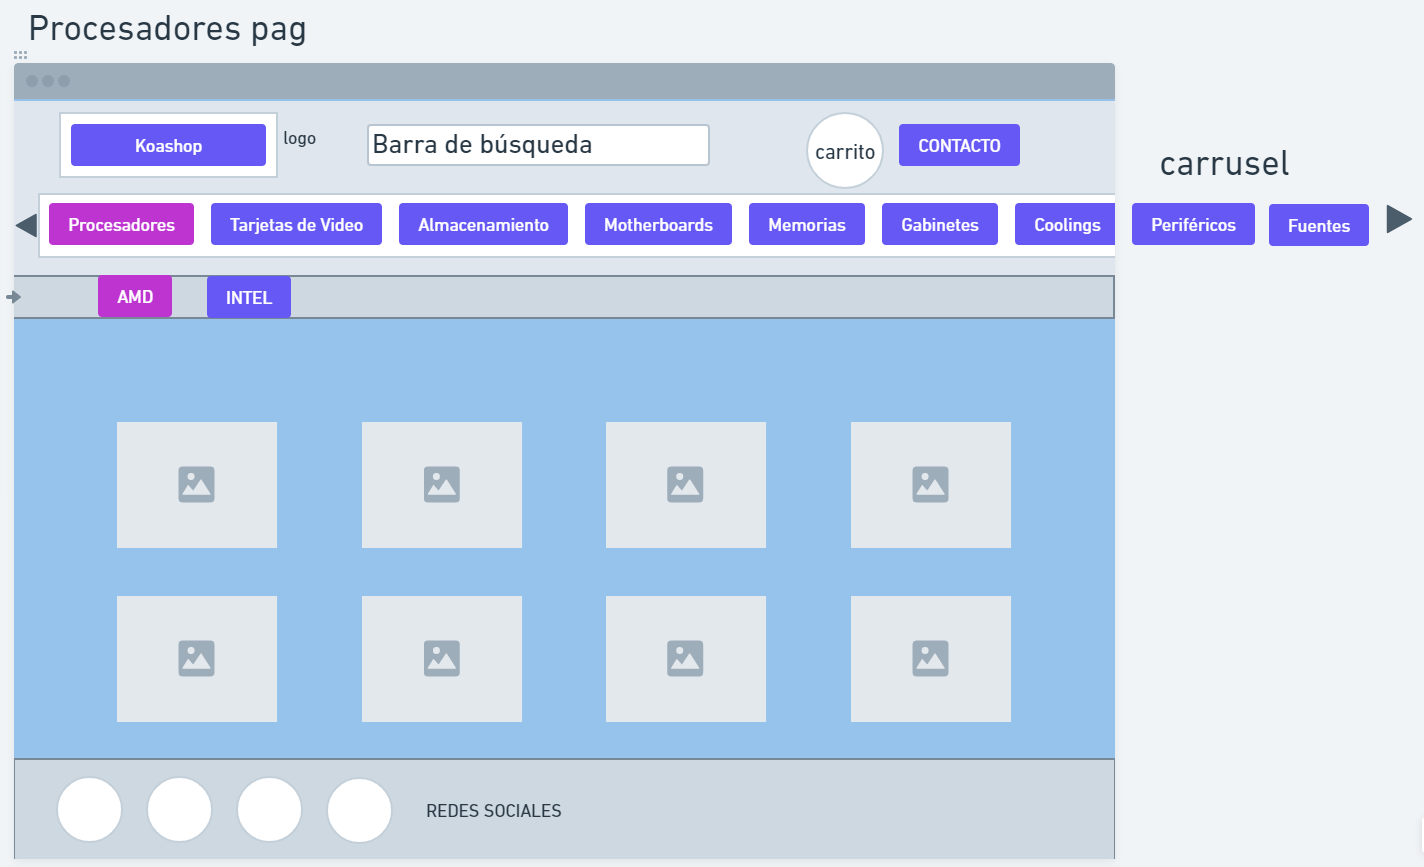 Procesadores pag
Koashop
logo
Barra de búsqueda
carrito
CONTACTO
carrusel
Procesadores
Tarjetas de Video
Almacenamiento
Motherboards
Memorias
Gabinetes
Coolings
Periféricos
Fuentes
AMD
INTEL
REDES SOCIALES